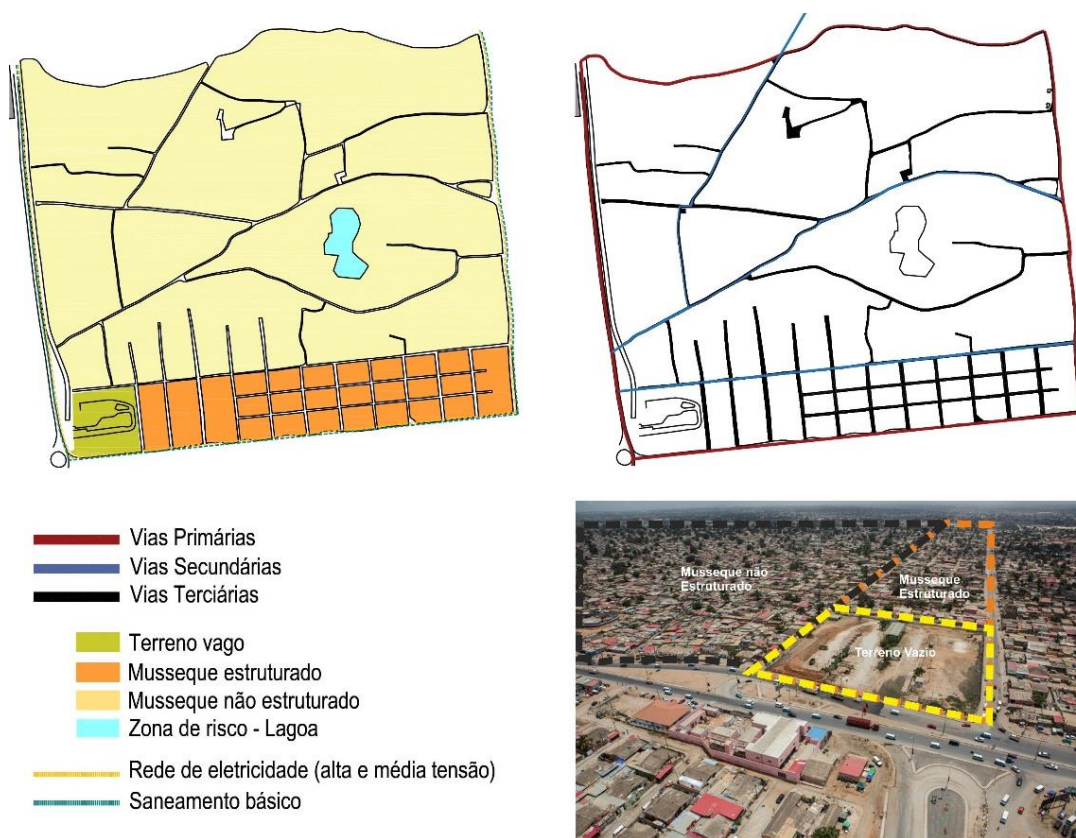 Vias Primárias
Vias Secundárias
Vias Terciárias
Terreno vago
Musseque estruturado
Musseque não estruturado
Zona de risco - Lagoa
Rede de eletricidade (alta e média tensão)
Saneamento básico
Musseque não
Estruturado
Musseque
Estruturado
Terreno Vazio